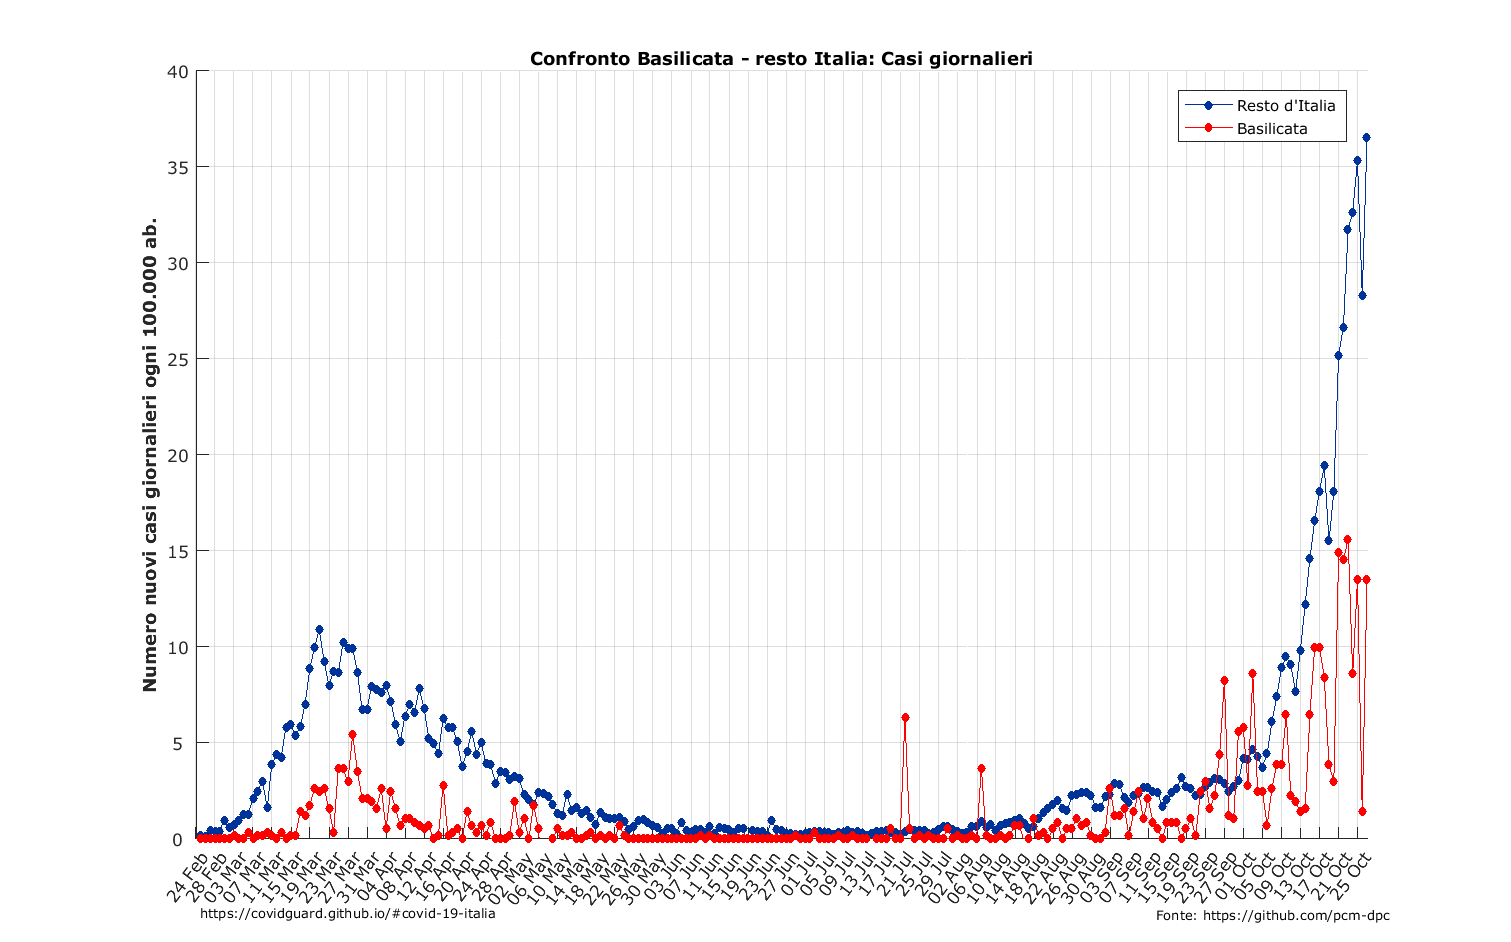 Confronto Basilicata - resto Italia: Casi giornalieri
Numero nuovi casi giornalieri ogni 100.000 ab.
40
35
30
25
20
15
10
5
0
Resto d'Italia
Basilicata
24 Feb
28 Feb
03 Mar
07 Mar
11 Mar
15 Mar
19 Mar
23 Mar
27 Mar
31 Mar
04 Apr
08 Apr
12 Apr
16 Apr
20 Apr
24 Apr
28 Apr
02 May
06 May
10 May
14 May
18 May
22 May
26 May
30 May
03 Jun
07 Jun
11 Jun
15 Jun
19 Jun
23 Jun
27 Jun
01 Jul
05 Jul
09 Jul
13 Jul
17 Jul
21 Jul
25 Jul
29 Jul
02 Aug
06 Aug
10 Aug
14 Aug
18 Aug
22 Aug
26 Aug
30 Aug
03 Sep
07 Sep
11 Sep
15 Sep
19 Sep
23 Sep
27 Sep
01 Oct
05 Oct
09 Oct
13 Oct
17 Oct
21 Oct
25 Oct
https://covidguard.github.io/#covid-19-italia
Fonte: https://github.com/pcm-dpc